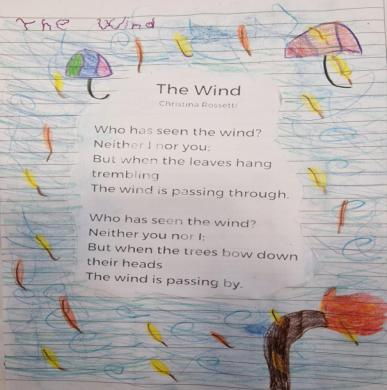 The Wind
The Wind
Christina Rossetti
Who has seen the wind?
Neither I nor you:
But when the leaves hang
trembling
The wind is passing through.
Who has seen the wind?
Neither you nor I;
But when the trees bow down
their heads
The wind is passing by.